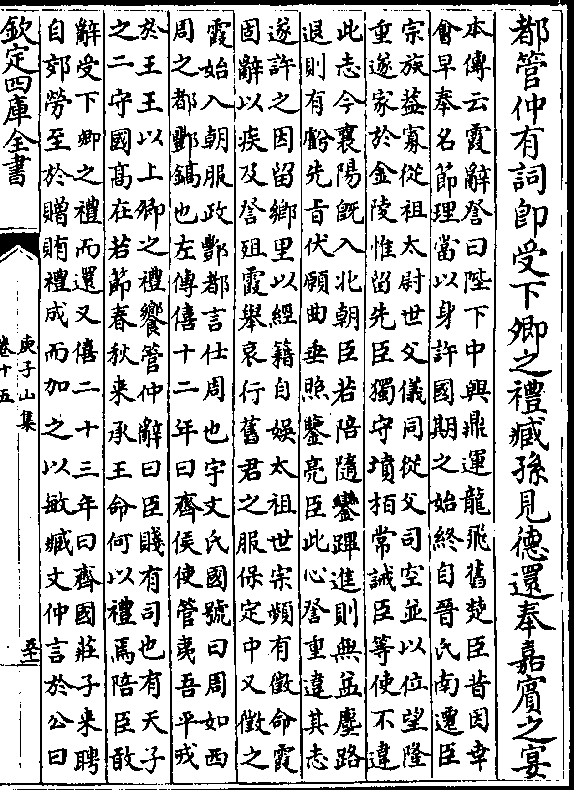 都管仲有詞即受下卿之禮臧孫見德還奉嘉賓之宴
本傳云霞辭詧曰陛下中興鼎運龍飛舊楚臣昔因幸
會早奉名節理當以身許國期之始終自晉氏南遷臣
宗族益寡從祖太尉世父儀同從父司空並以位望隆
重遂家於金陵惟留先臣獨守墳栢常誡臣等使不違
此志今襄陽旣入北朝臣若陪隨鑾蹕進則無益塵路
退則有虧先旨伏願曲垂照鑒亮臣此心詧重違其志
遂許之因留鄉里以經籍自娛太祖世宗頻有徵命霞
固辭以疾及詧殂霞舉哀行舊君之服保定中又徵之
霞始入朝服政酆都言仕周也宇文氏國號曰周如西
周之都酆鎬也左傳僖十二年曰齊侯使管夷吾平戎
於王王以上卿之禮饗管仲辭曰臣賤有司也有天子
之二守國高在若節春秋来承王命何以禮焉陪臣敢
辭受下卿之禮而還又僖二十三年曰齊國莊子来聘
自郊勞至於贈賄禮成而加之以敏臧文仲言於公曰
欽定四庫全書
庾子山集
卷十五